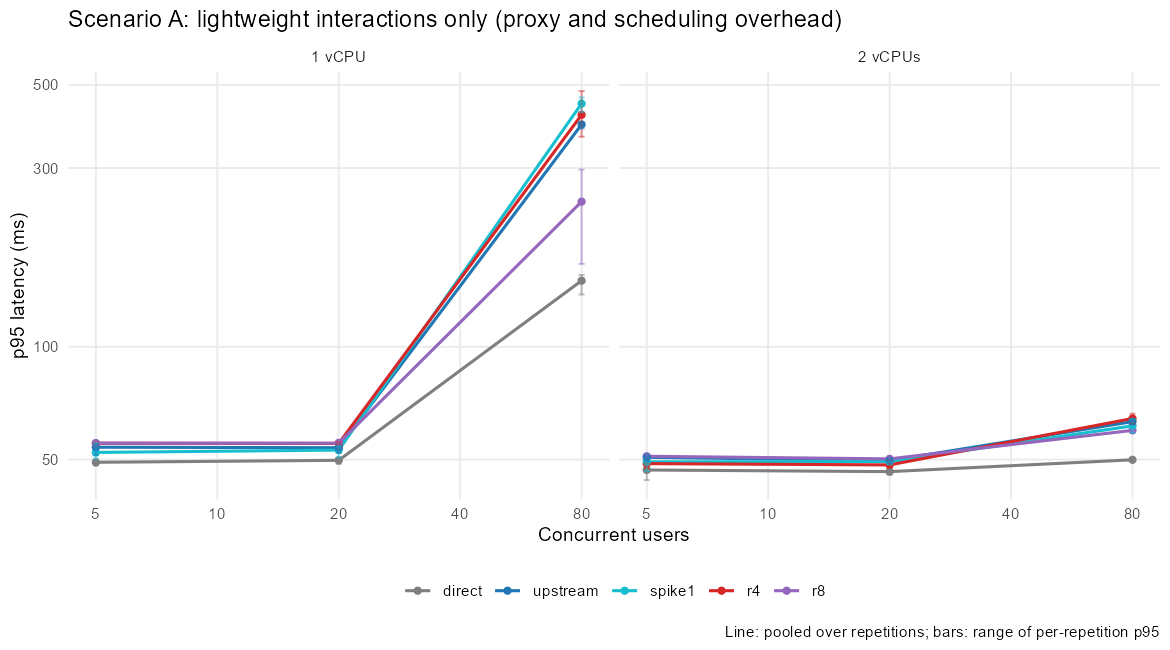 Scenario A: lightweight interactions only (proxy and scheduling overhead)
1 vCPU
2 vCPUs
500
300
100
50
p95 latency (ms)
5 10 20 40 80
5 10 20 40 80
Concurrent users
direct upstream spike1 r4 r8
Line: pooled over repetitions; bars: range of per-repetition p95